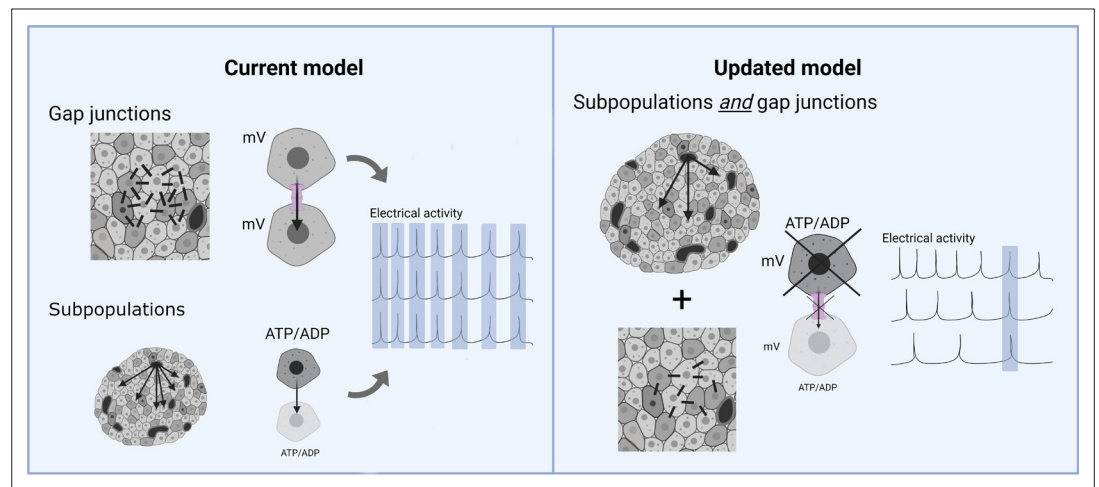 Current model
Gap junctions
mV
mV
Electrical activity
Subpopulations
ATP/ADP
ATP/ADP
Updated model
Subpopulations and gap junctions
ATP/ADP
mV
Electrical activity
+
mV
ATP/ADP